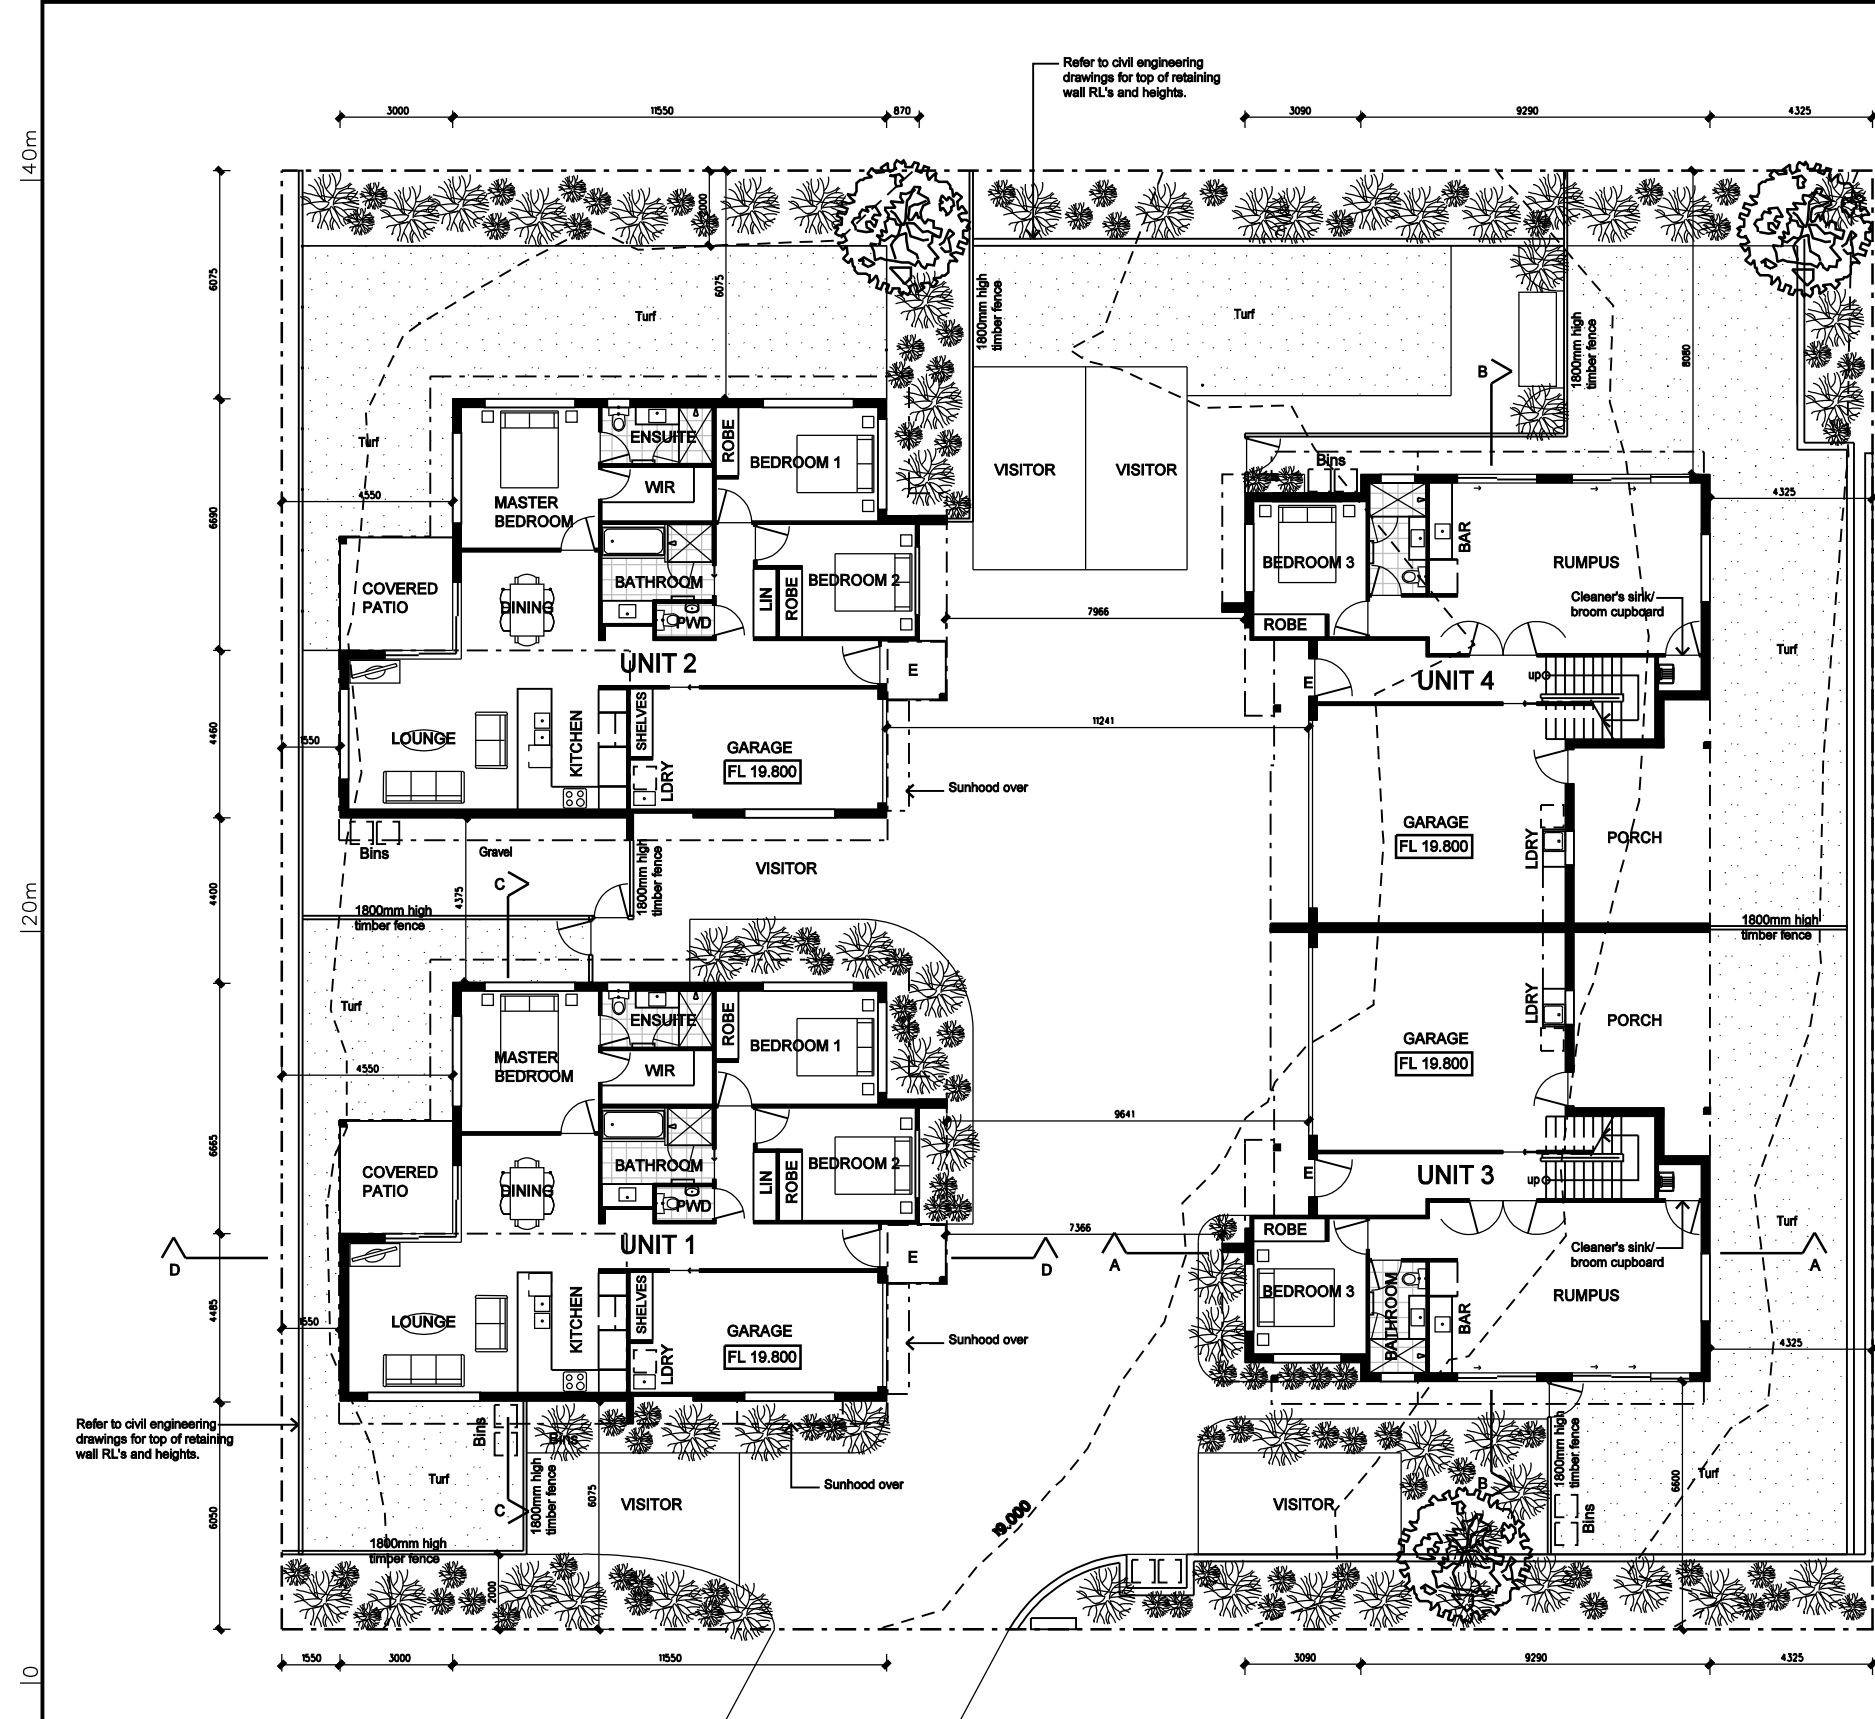 Refer to civil engineering
drawings for top of retaining
wall RL's and heights.
3000
11550
870
3090
9290
4325
40m
2000
6075
6075
Turf
1800mm high
timber fence
Turf
1800mm high
timber fence
8080
B
Turf
4550
6690
MASTER
BEDROOM
ENSUITE
WIR
ROBE
BEDROOM 1
VISITOR
VISITOR
Bins
4325
COVERED
PATIO
DINING
BATHROOM
PWD
LIN
ROBE
BEDROOM 2
BEDROOM 3
ROBE
BAR
RUMPUS
Cleaner's sink/
broom cupboard
7966
UNIT 2
E
E
UNIT 4
up
Turf
4460
1550
LOUNGE
KITCHEN
SHELVES
LDRY
GARAGE
FL 19.800
11241
Sunhood over
GARAGE
FL 19.800
LDRY
PORCH
Bins
Gravel
1800mm high
timber fence
VISITOR
20m
4400
4375
C
1800mm high
timber fence
1800mm high
timber fence
Turf
4550
6665
MASTER
BEDROOM
ENSUITE
WIR
ROBE
BEDROOM 1
GARAGE
FL 19.800
LDRY
PORCH
9641
COVERED
PATIO
DINING
BATHROOM
PWD
LIN
ROBE
BEDROOM 2
E
UNIT 3
up
UNIT 1
E
7366
ROBE
BEDROOM 3
BATHROOM
BAR
RUMPUS
Cleaner's sink/
broom cupboard
Turf
D
D
A
A
4485
1550
LOUNGE
KITCHEN
SHELVES
LDRY
GARAGE
FL 19.800
Sunhood over
4325
Refer to civil engineering
drawings for top of retaining
wall RL's and heights.
Bins
Bins
Turf
C
1800mm high
timber fence
6075
VISITOR
Sunhood over
19.000
VISITOR
B
1800mm high
timber fence
Bins
6600
Turf
6050
1800mm high
timber fence
2000
0
1550
3000
11550
3090
9290
4325